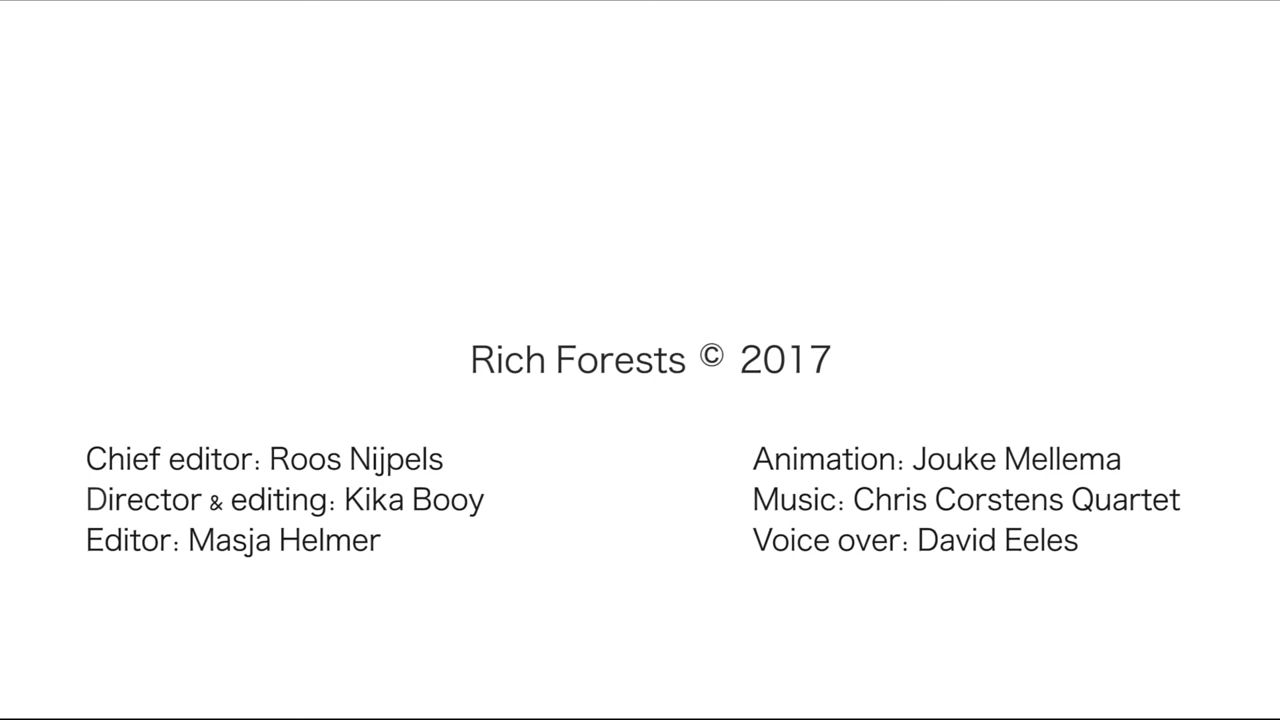 Rich Forests © 2017
Chief editor: Roos Nijpels
Director & editing: Kika Booy
Editor: Masja Helmer
Animation: Jouke Mellema
Music: Chris Corstens Quartet
Voice over: David Eeles